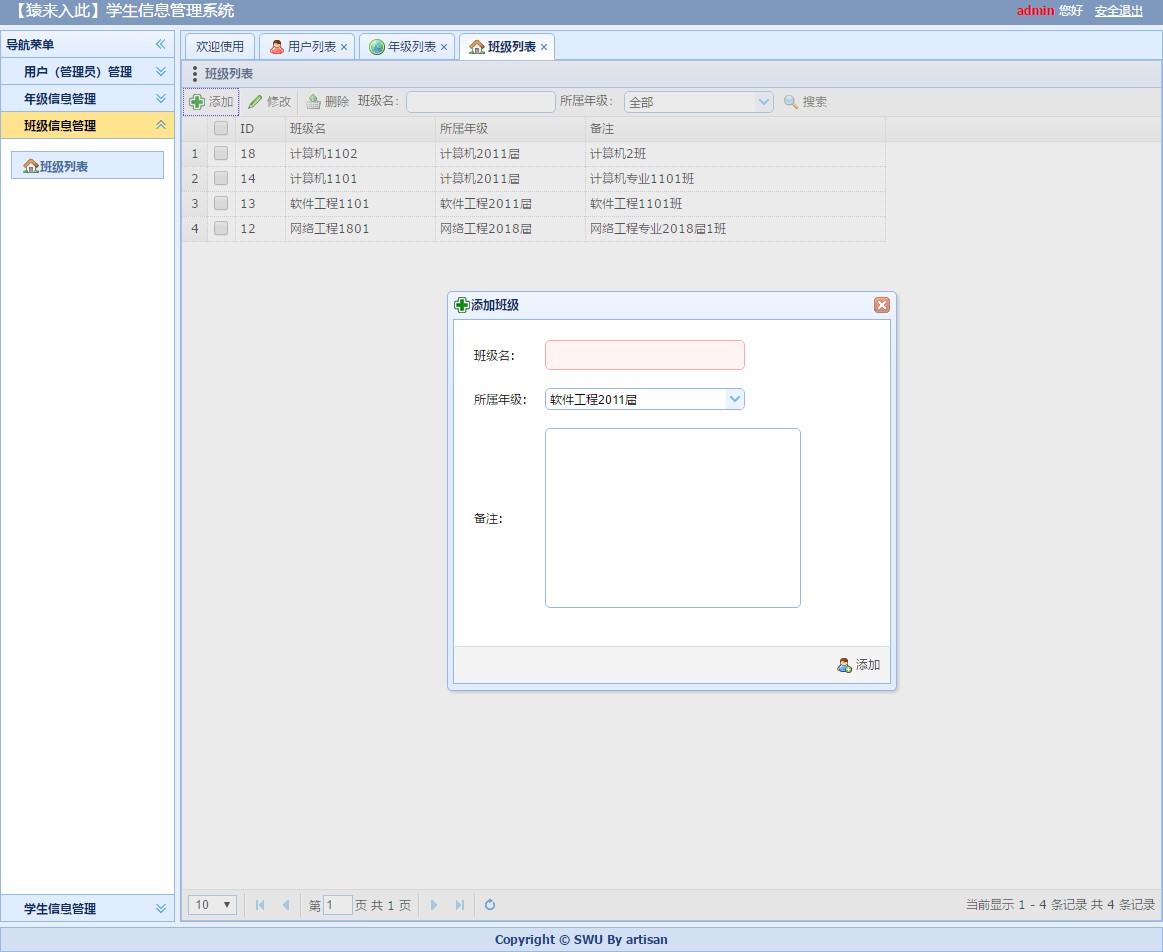 【猿来入此】学生信息管理系统
admin 您好 安全退出
导航菜单
用户（管理员）管理
年级信息管理
班级信息管理
班级列表
学生信息管理
欢迎使用 用户列表 年级列表 班级列表
班级列表
添加 修改 删除 班级名: 所属年级: 全部 搜索
ID 班级名 所属年级 备注
1 18 计算机1102 计算机2011届 计算机2班
2 14 计算机1101 计算机2011届 计算机专业1101班
3 13 软件工程1101 软件工程2011届 软件工程1101班
4 12 网络工程1801 网络工程2018届 网络工程专业2018届1班
添加班级
班级名:
所属年级: 软件工程2011届
备注:
添加
10 第 1 页 共 1 页
当前显示 1 - 4 条记录 共 4 条记录
Copyright © SWU By artisan